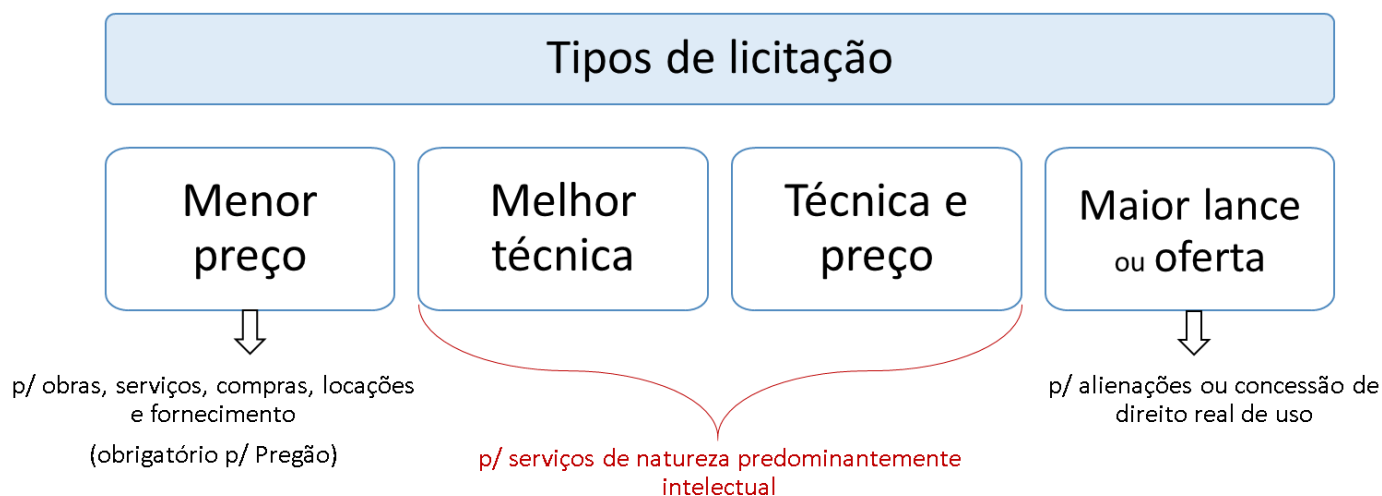 Tipos de licitação
Menor
preço
Melhor
técnica
Técnica e
preço
Maior lance
ou oferta
p/ obras, serviços, compras, locações
e fornecimento
(obrigatório p/ Pregão)
p/ serviços de natureza predominantemente
intelectual
p/ alienações ou concessão de
direito real de uso